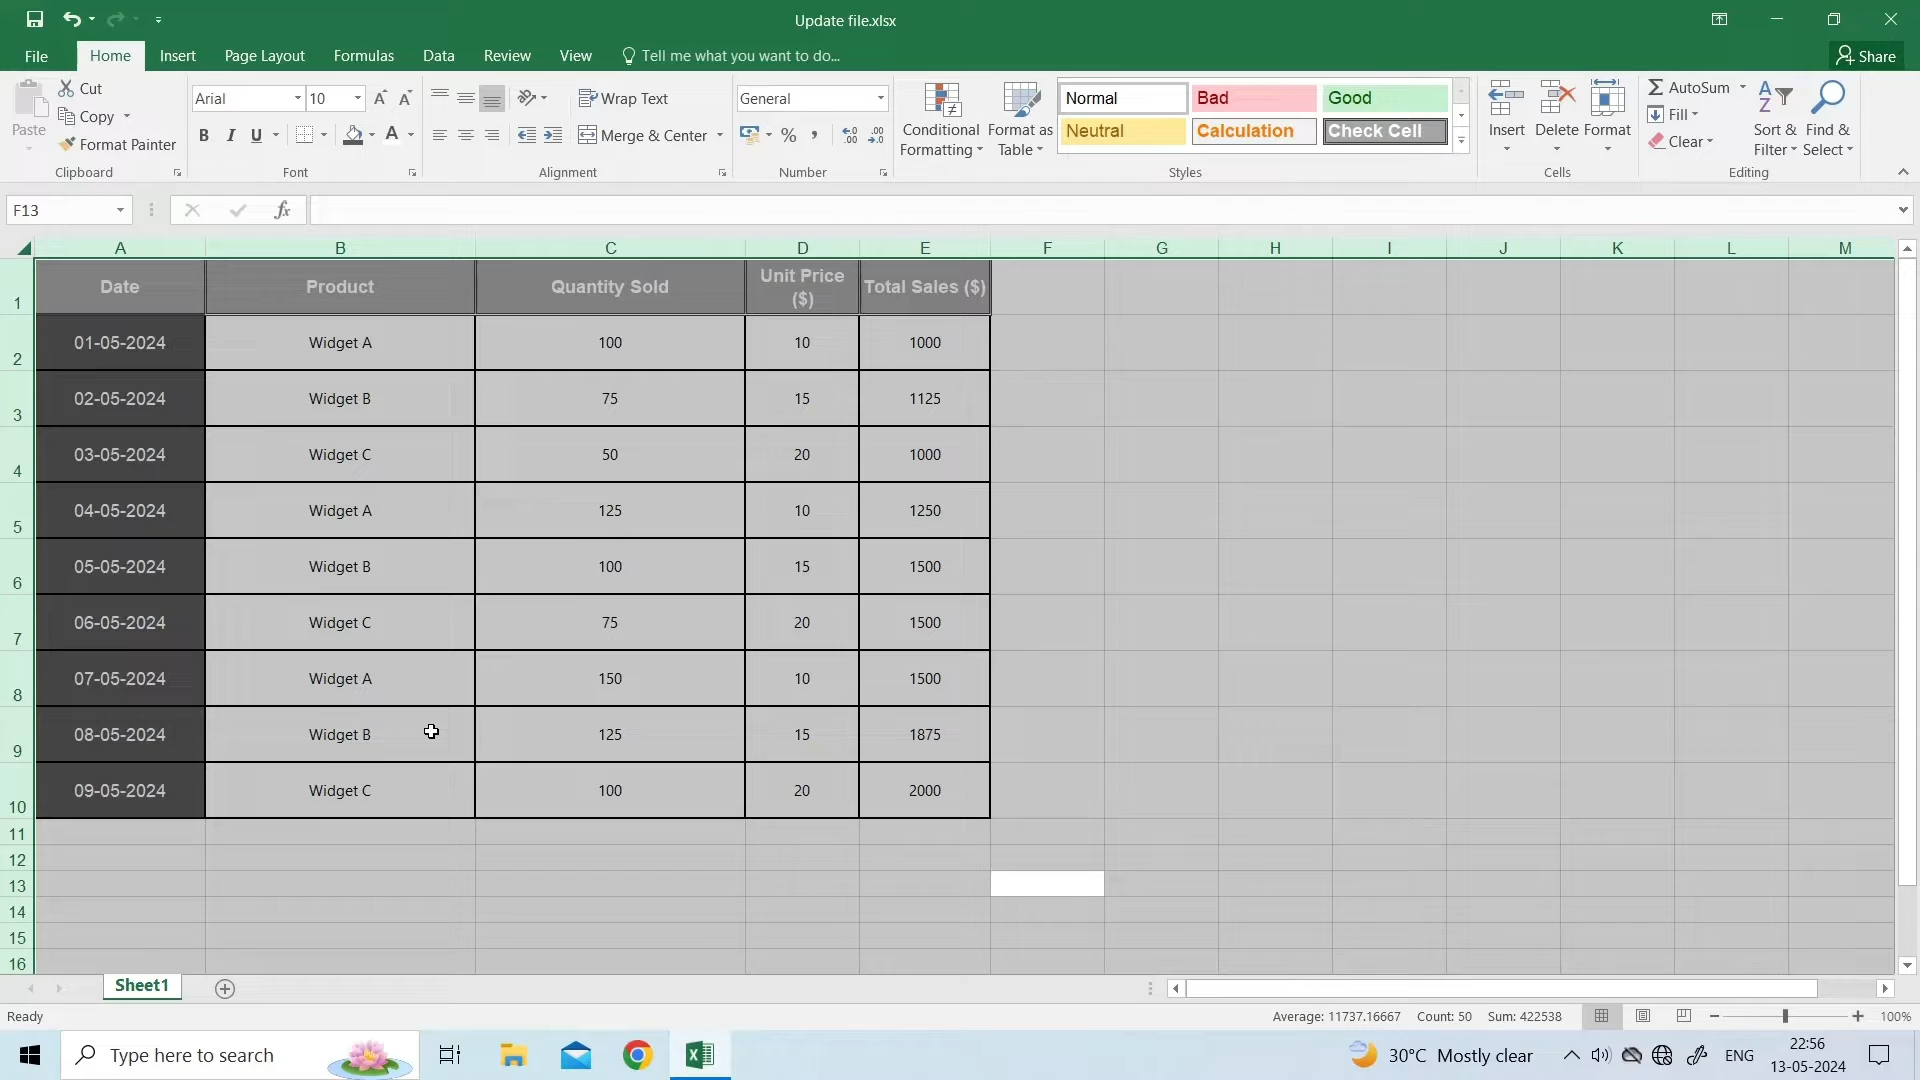 Update file.xlsx
File Home Insert Page Layout Formulas Data Review View Tell me what you want to do... Share
Paste Cut
Copy
Format Painter
Clipboard
Arial 10 A A
B I U A
Font
Wrap Text
Merge & Center
Alignment
General
% ,
Number
Conditional Formatting
Format as Table
Normal Bad Good
Neutral Calculation Check Cell
Styles
Insert Delete Format
Cells
AutoSum
Fill
Clear
Sort & Filter
Find & Select
Editing
F13 fx
A B C D E F G H I J K L M
1 Date Product Quantity Sold Unit Price ($) Total Sales ($)
2 01-05-2024 Widget A 100 10 1000
3 02-05-2024 Widget B 75 15 1125
4 03-05-2024 Widget C 50 20 1000
5 04-05-2024 Widget A 125 10 1250
6 05-05-2024 Widget B 100 15 1500
7 06-05-2024 Widget C 75 20 1500
8 07-05-2024 Widget A 150 10 1500
9 08-05-2024 Widget B 125 15 1875
10 09-05-2024 Widget C 100 20 2000
11
12
13
14
15
16
Sheet1
Ready Average: 11737.16667 Count: 50 Sum: 422538 100%
Type here to search 30°C Mostly clear ENG 22:56
13-05-2024